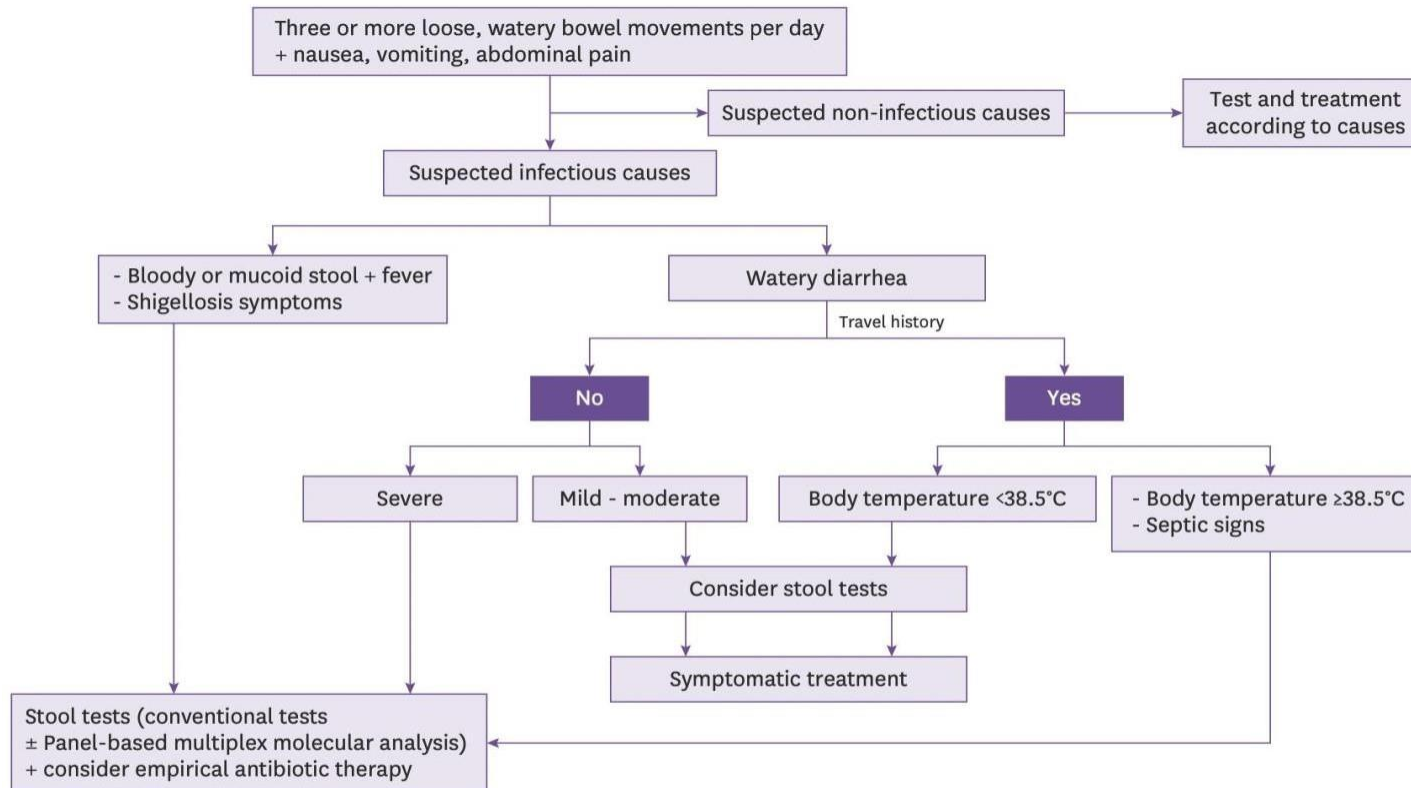 Three or more loose, watery bowel movements per day
+ nausea, vomiting, abdominal pain
Suspected non-infectious causes
Test and treatment
according to causes
Suspected infectious causes
- Bloody or mucoid stool + fever
- Shigellosis symptoms
Watery diarrhea
Travel history
No
Yes
Severe
Mild - moderate
Body temperature <38.5°C
- Body temperature ≥38.5°C
- Septic signs
Consider stool tests
Symptomatic treatment
Stool tests (conventional tests
± Panel-based multiplex molecular analysis)
+ consider empirical antibiotic therapy